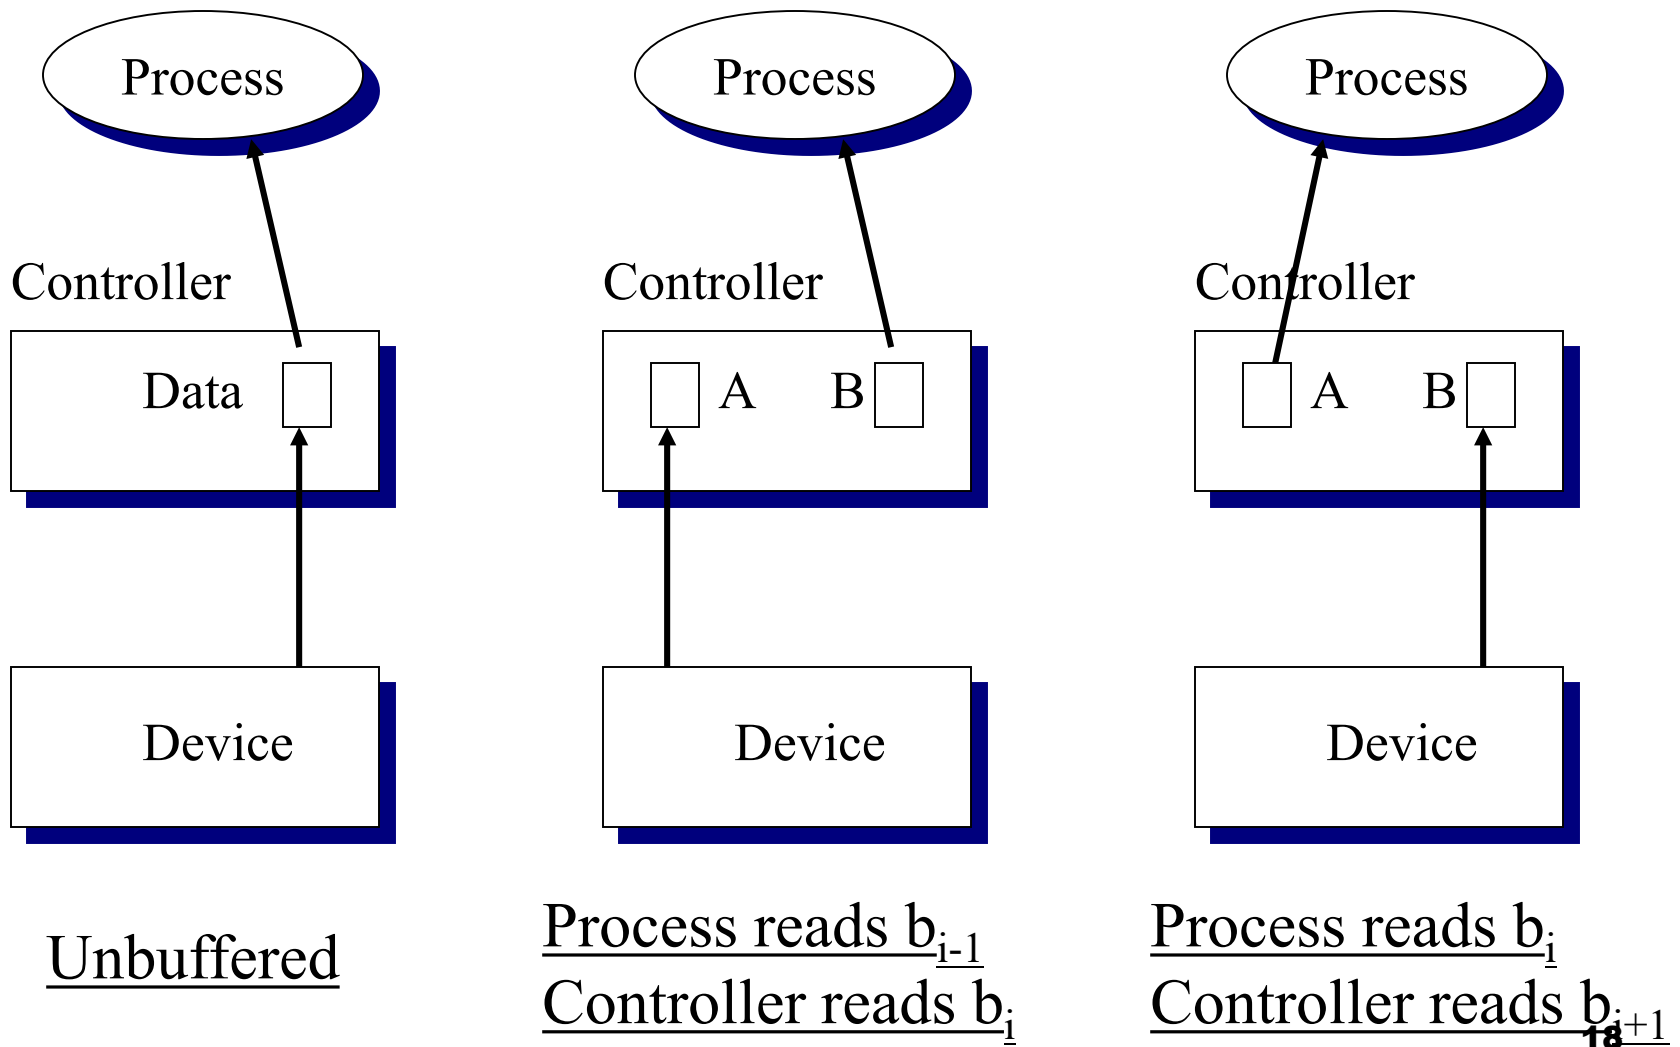 Process
Process
Process
Controller
Controller
Controller
Data
A B
A B
Device
Device
Device
Unbuffered
Process reads bi-1
Controller reads bi
Process reads bi
Controller reads bi+1
18